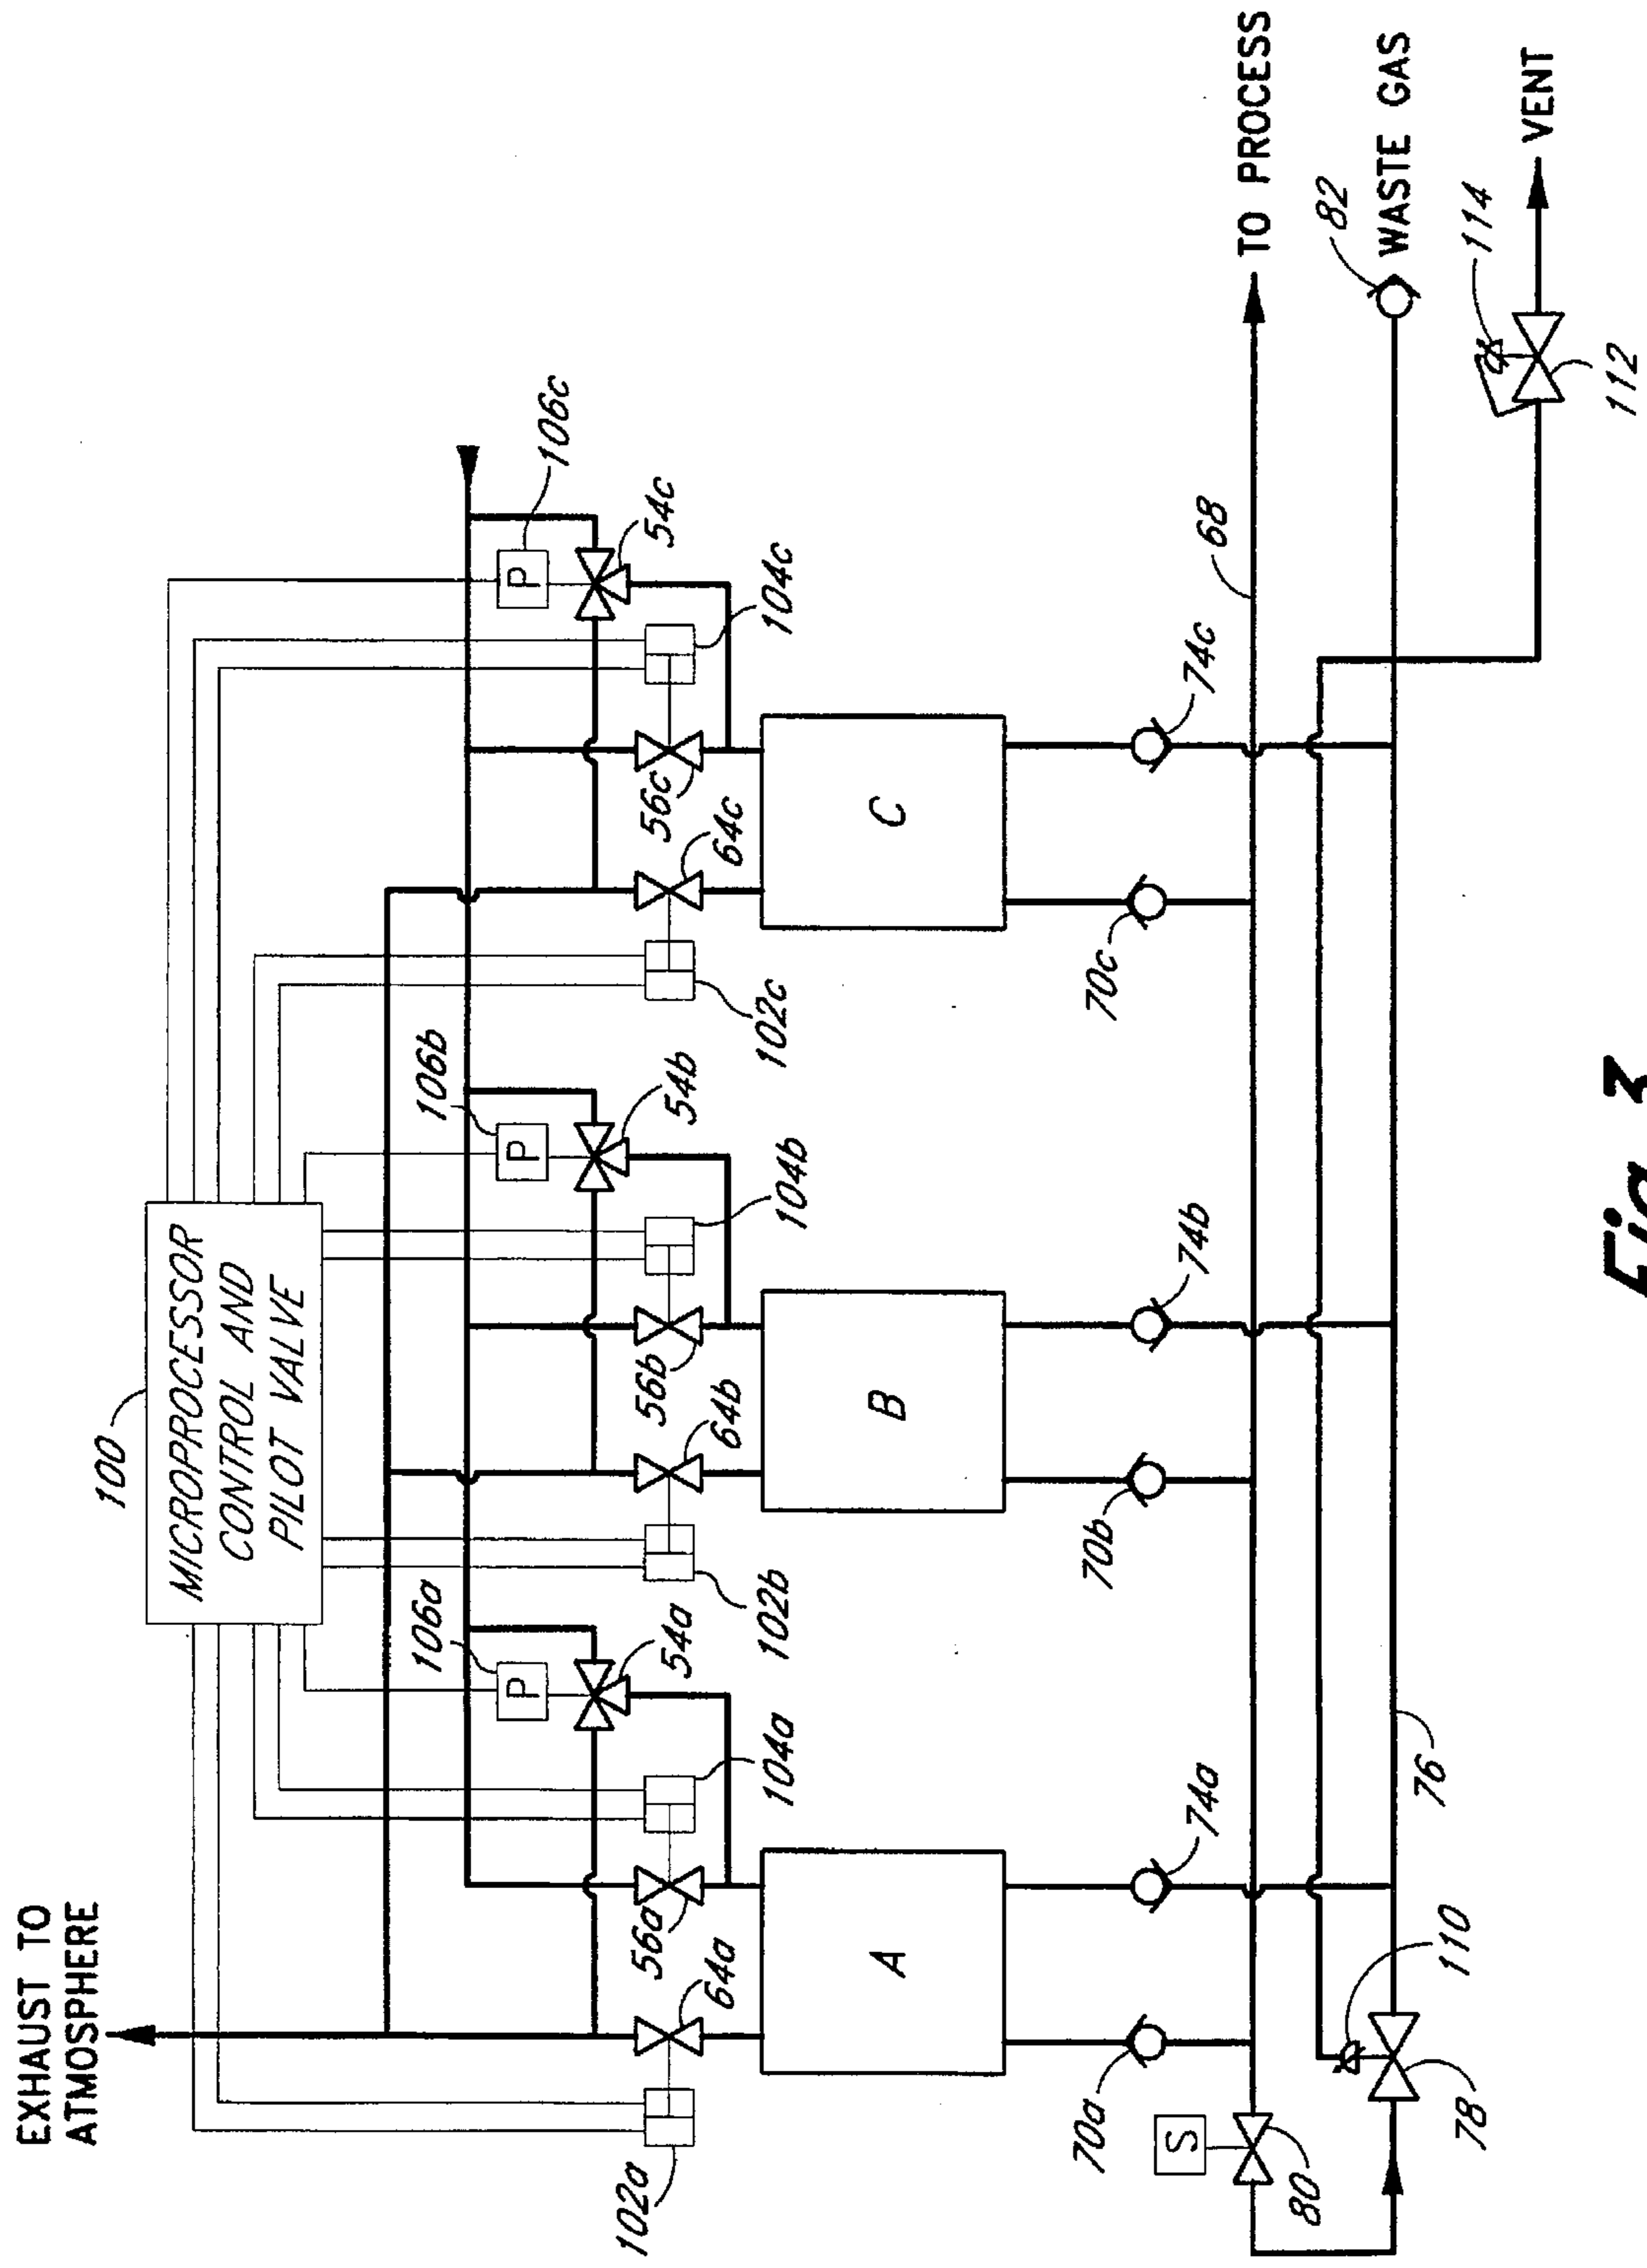 EXHAUST TO
ATMOSPHERE
100
MICROPROCESSOR
CONTROL AND
PILOT VALVE
106a
P
54a
106b
P
54b
106c
P
54c
102a
64a
56a
104a
102b
64b
56b
104b
102c
64c
56c
104c
A
B
C
70a
74a
70b
74b
70c
74c
S
80
68
TO PROCESS
78
110
76
82
WASTE GAS
114
112
VENT
Fig. 3